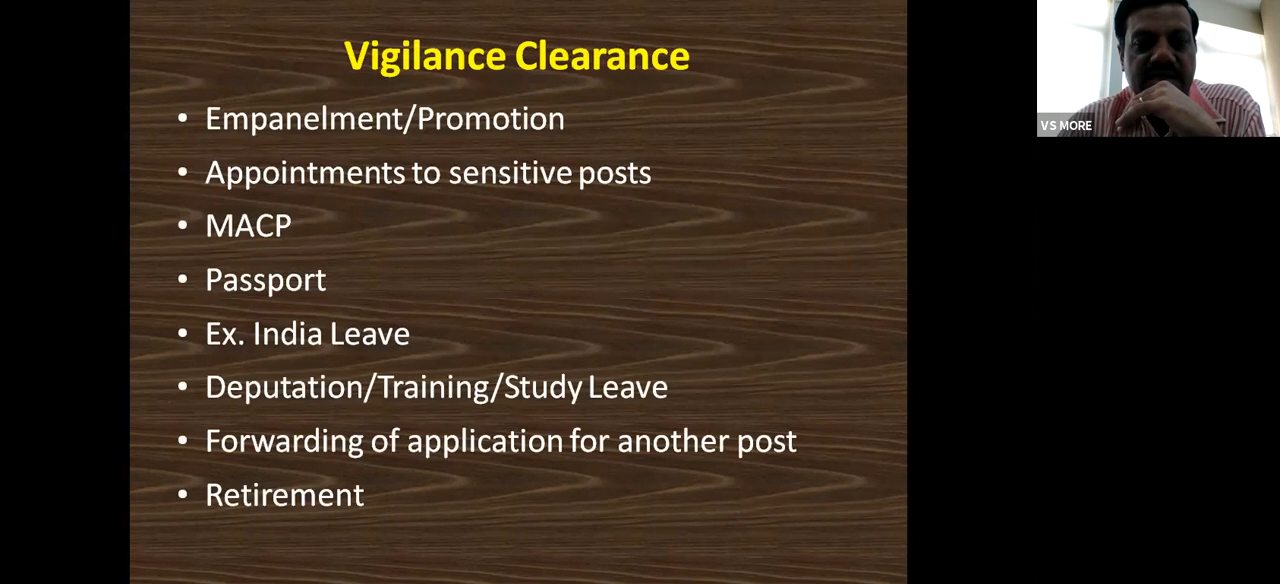 Vigilance Clearance
• Empanelment/Promotion
• Appointments to sensitive posts
• MACP
• Passport
• Ex. India Leave
• Deputation/Training/Study Leave
• Forwarding of application for another post
• Retirement
V S MORE